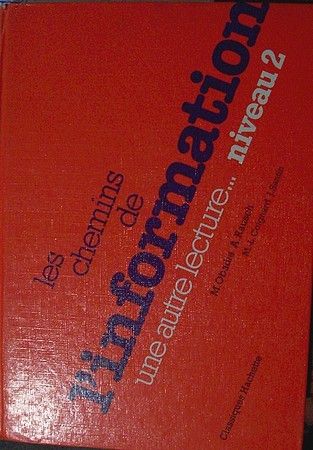 les
chemins
de
l'information
une autre lecture... niveau 2
Classiques Hachette